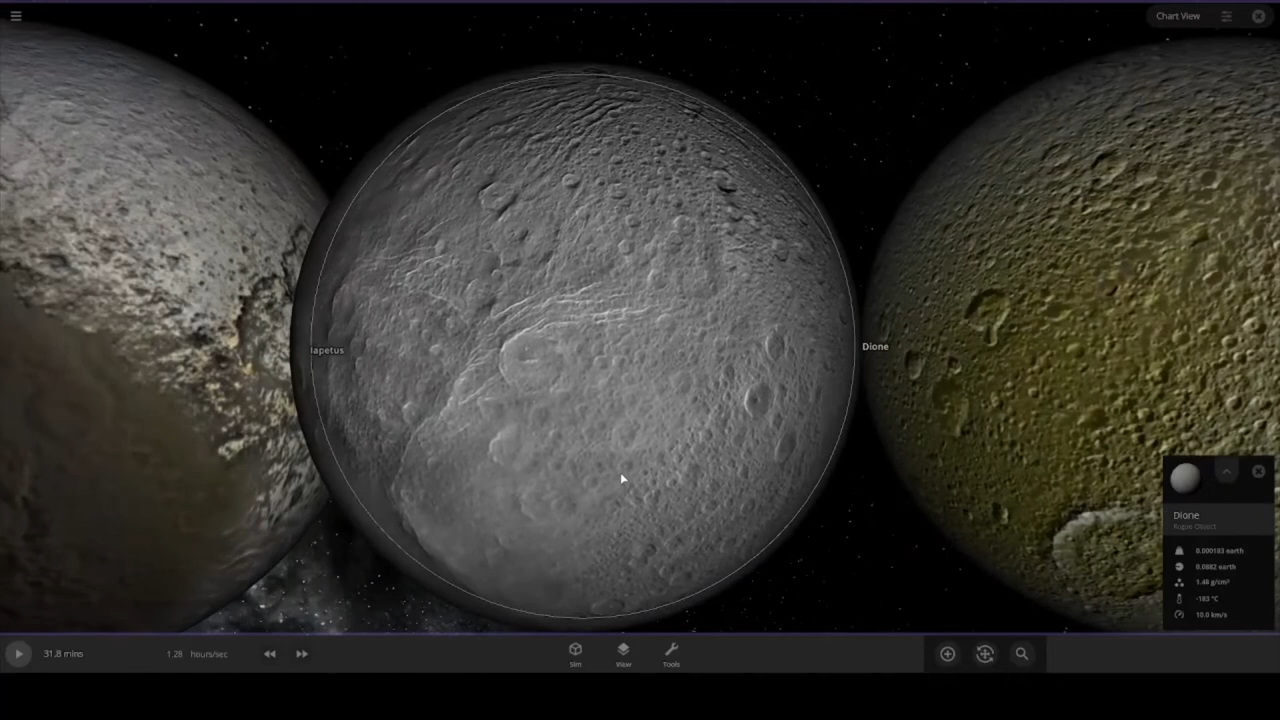 Chart View
Iapetus
Dione
Dione
Rogue Object
0.000183 earth
0.0882 earth
1.48 g/cm³
-183 °C
10.0 km/s
31.8 mins
1.28 hours/sec
Sim
View
Tools